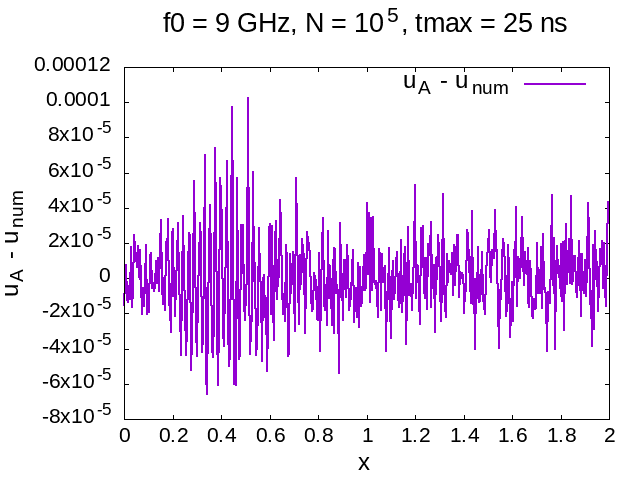 f0 = 9 GHz, N = 10⁵, tmax = 25 ns
u_A - u_num
0.00012
0.0001
8x10⁻⁵
6x10⁻⁵
4x10⁻⁵
2x10⁻⁵
0
-2x10⁻⁵
-4x10⁻⁵
-6x10⁻⁵
-8x10⁻⁵
u_A - u_num
0 0.2 0.4 0.6 0.8 1 1.2 1.4 1.6 1.8 2
x